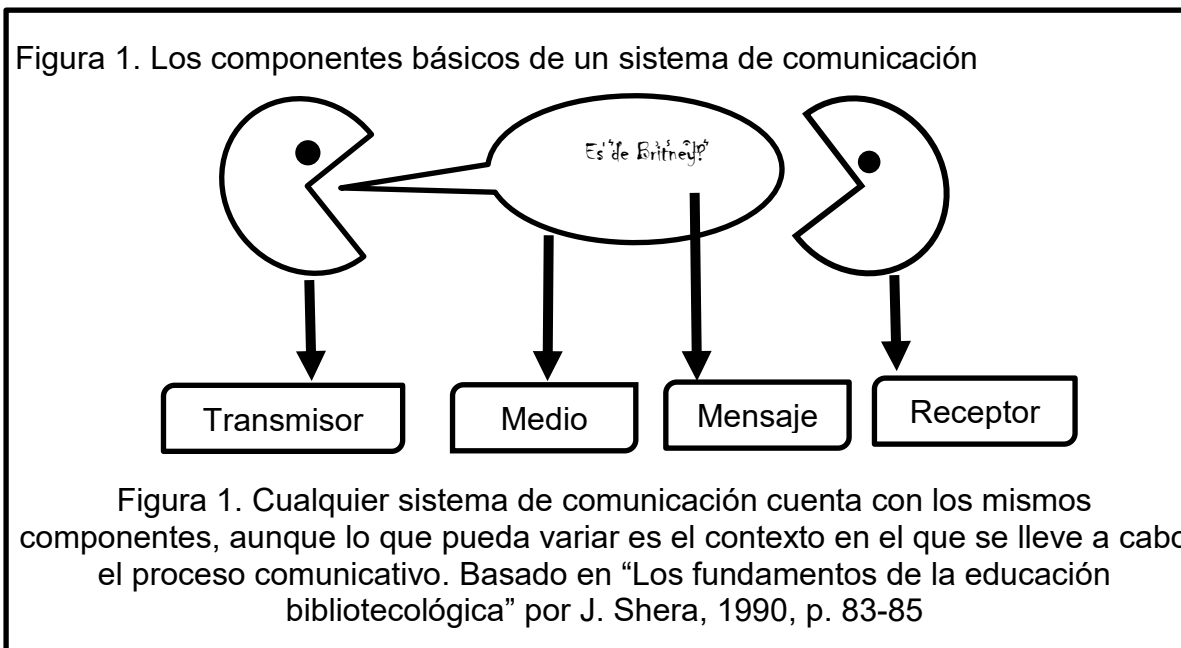 Figura 1. Los componentes básicos de un sistema de comunicación
Es de Britney?
Transmisor
Medio
Mensaje
Receptor
Figura 1. Cualquier sistema de comunicación cuenta con los mismos
componentes, aunque lo que pueda variar es el contexto en el que se lleve a cabo
el proceso comunicativo. Basado en “Los fundamentos de la educación
bibliotecológica” por J. Shera, 1990, p. 83-85